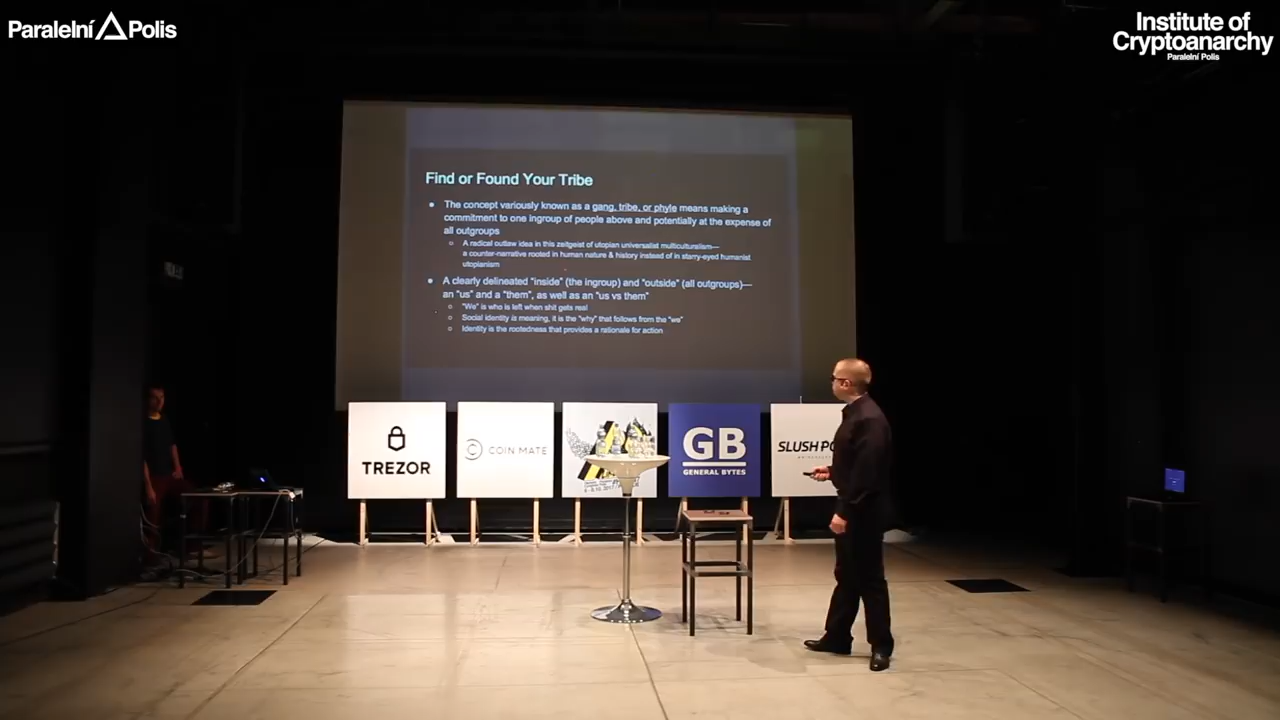 Paralelní Polis
Institute of
Cryptoanarchy
Paralelní Polis
Find or Found Your Tribe
The concept variously known as a gang, tribe, or phyle means making a
commitment to one ingroup of people above and potentially at the expense of
all outgroups
A radical outlaw idea in this zeitgeist of utopian universalist multiculturalism—
a counter-narrative rooted in human nature & history instead of in starry-eyed humanist
utopianism
A clearly delineated "inside" (the ingroup) and "outside" (all outgroups)—
an "us" and a "them", as well as an "us vs them"
"We" is who is left when shit gets real
Social identity is meaning, it is the "why" that follows from the "we"
Identity is the rootedness that provides a rationale for action
TREZOR
COINMATE
GB
GENERAL BYTES
SLUSH PO